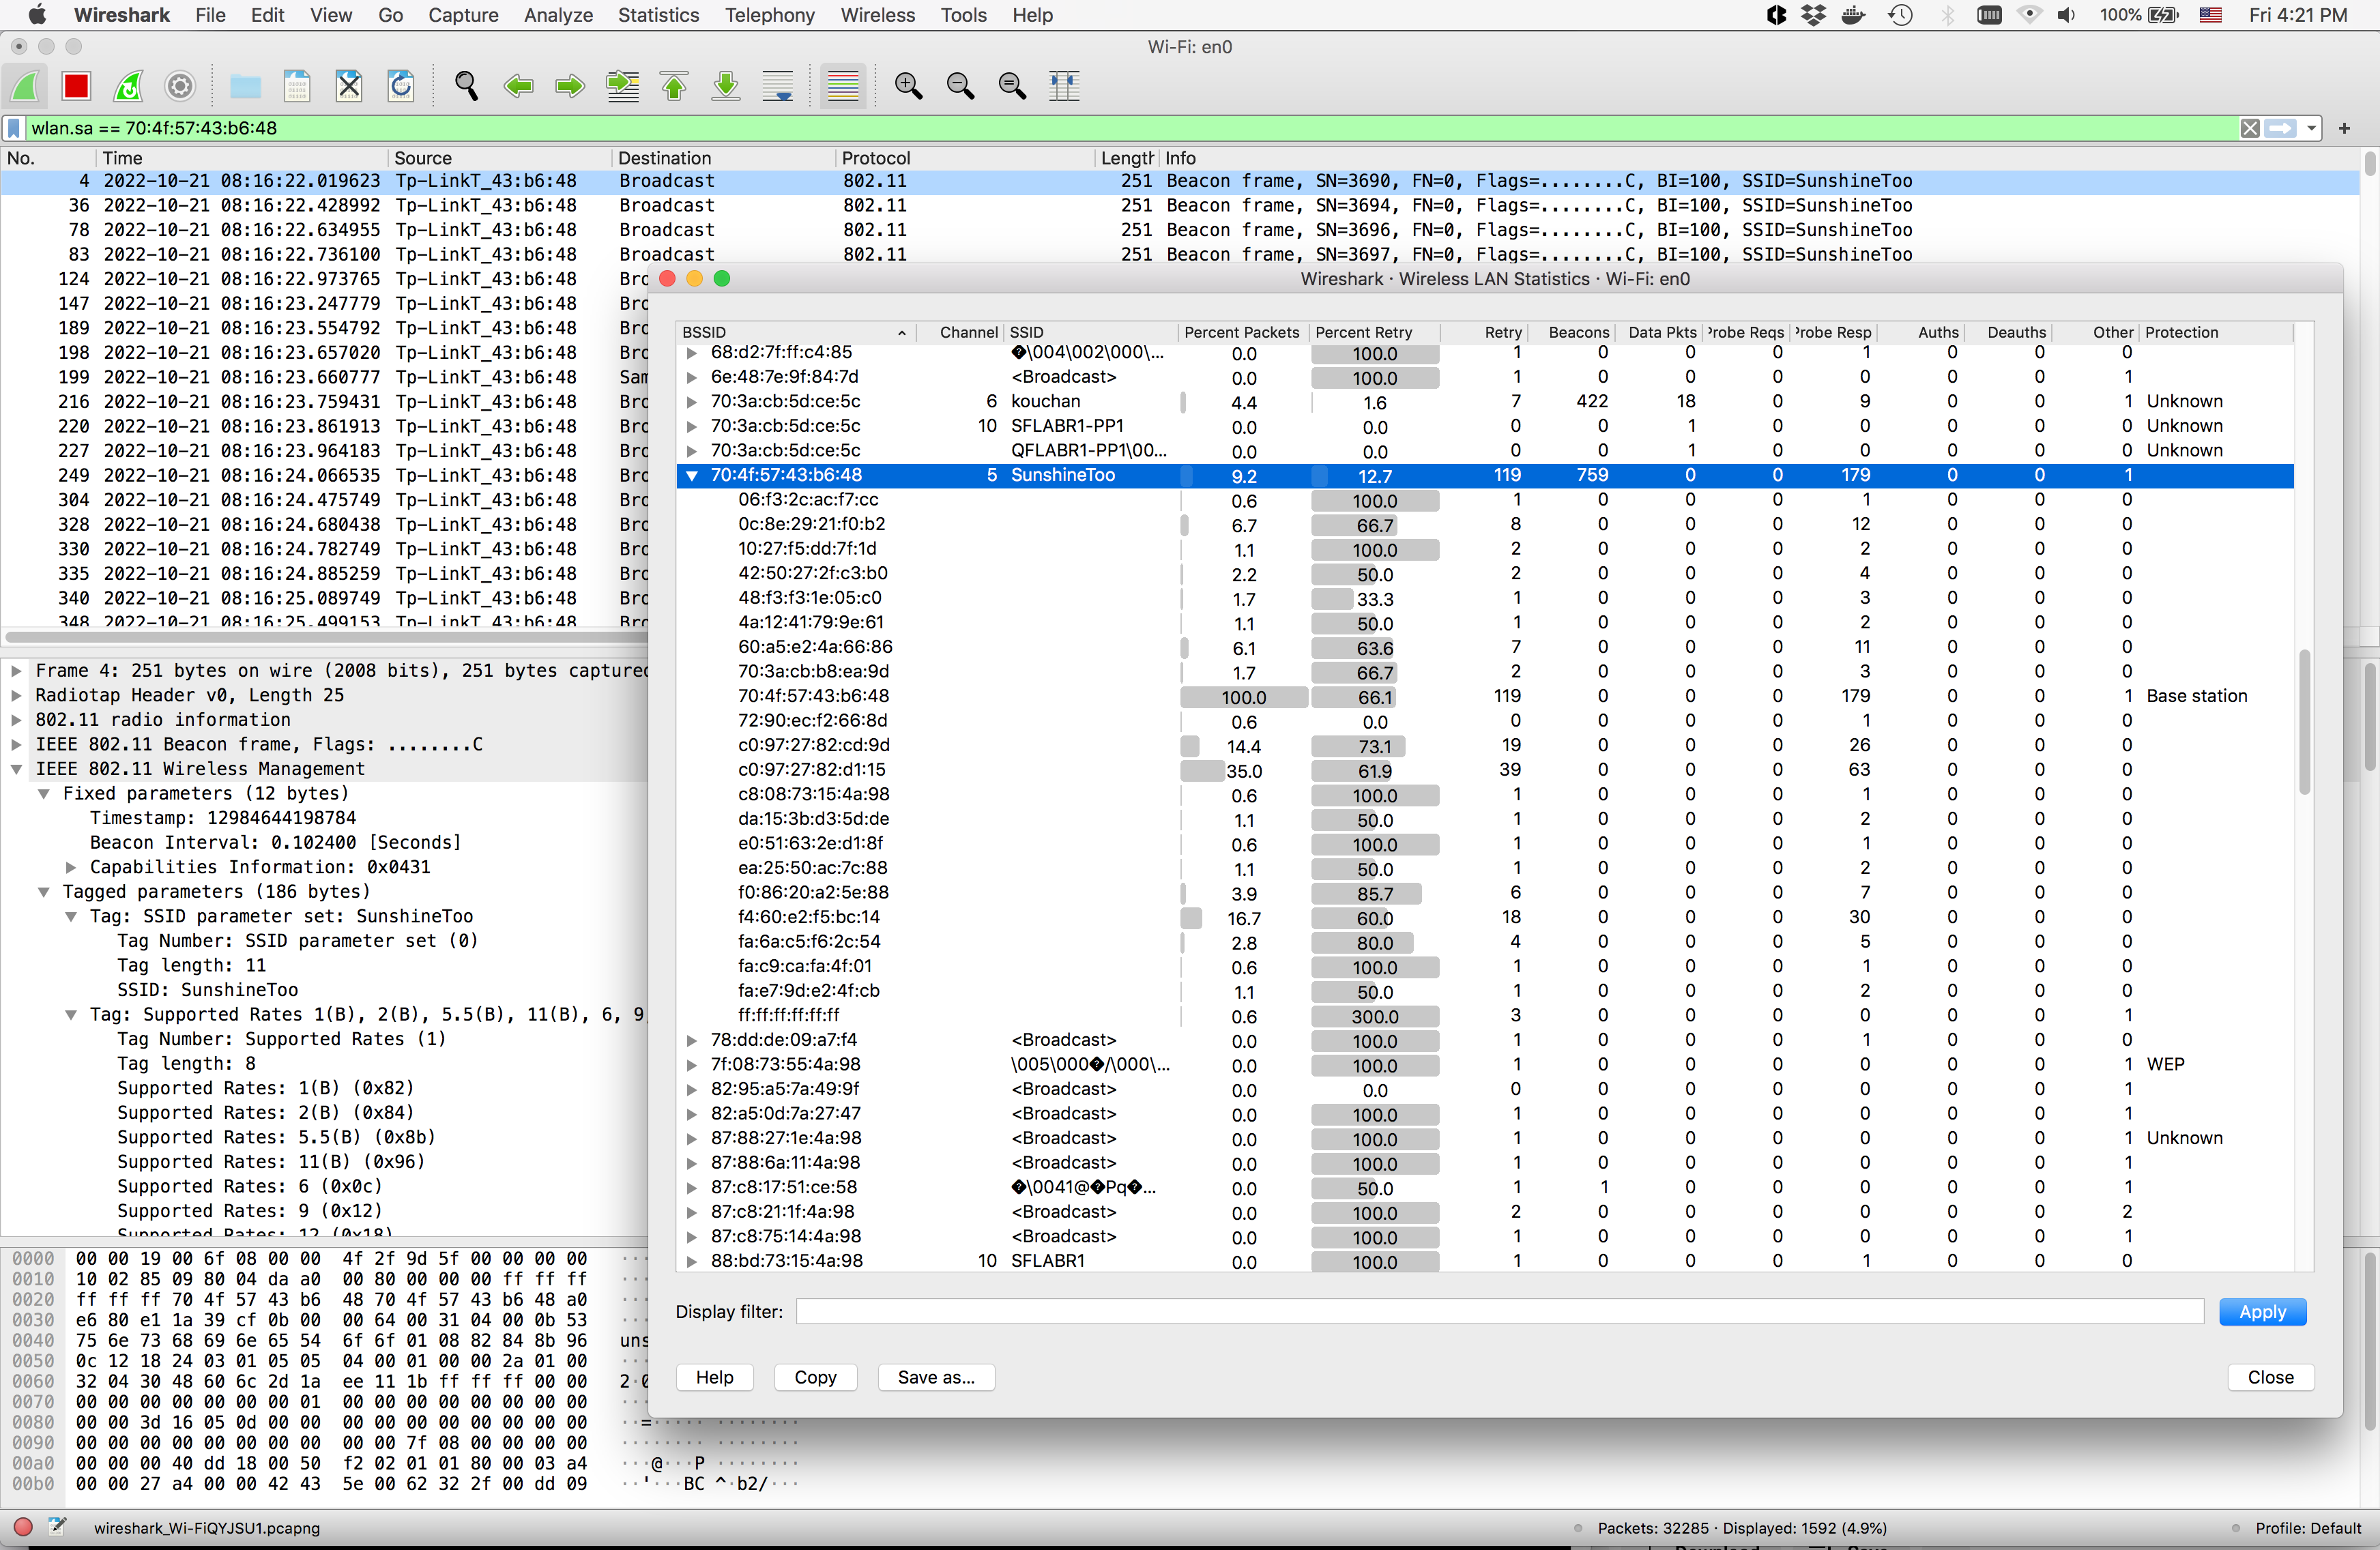 Wireshark File Edit View Go Capture Analyze Statistics Telephony Wireless Tools Help 100% Fri 4:21 PM
Wi-Fi: en0
wlan.sa == 70:4f:57:43:b6:48
No. Time Source Destination Protocol Length Info
4 2022-10-21 08:16:22.019623 Tp-LinkT_43:b6:48 Broadcast 802.11 251 Beacon frame, SN=3690, FN=0, Flags=........C, BI=100, SSID=SunshineToo
36 2022-10-21 08:16:22.428992 Tp-LinkT_43:b6:48 Broadcast 802.11 251 Beacon frame, SN=3694, FN=0, Flags=........C, BI=100, SSID=SunshineToo
78 2022-10-21 08:16:22.634955 Tp-LinkT_43:b6:48 Broadcast 802.11 251 Beacon frame, SN=3696, FN=0, Flags=........C, BI=100, SSID=SunshineToo
83 2022-10-21 08:16:22.736100 Tp-LinkT_43:b6:48 Broadcast 802.11 251 Beacon frame, SN=3697, FN=0, Flags=........C, BI=100, SSID=SunshineToo
124 2022-10-21 08:16:22.973765 Tp-LinkT_43:b6:48 Bro
147 2022-10-21 08:16:23.247779 Tp-LinkT_43:b6:48 Bro
189 2022-10-21 08:16:23.554792 Tp-LinkT_43:b6:48 Bro
198 2022-10-21 08:16:23.657020 Tp-LinkT_43:b6:48 Bro
199 2022-10-21 08:16:23.660777 Tp-LinkT_43:b6:48 Sam
216 2022-10-21 08:16:23.759431 Tp-LinkT_43:b6:48 Bro
220 2022-10-21 08:16:23.861913 Tp-LinkT_43:b6:48 Bro
227 2022-10-21 08:16:23.964183 Tp-LinkT_43:b6:48 Bro
249 2022-10-21 08:16:24.066535 Tp-LinkT_43:b6:48 Bro
304 2022-10-21 08:16:24.475749 Tp-LinkT_43:b6:48 Bro
328 2022-10-21 08:16:24.680438 Tp-LinkT_43:b6:48 Bro
330 2022-10-21 08:16:24.782749 Tp-LinkT_43:b6:48 Bro
335 2022-10-21 08:16:24.885259 Tp-LinkT_43:b6:48 Bro
340 2022-10-21 08:16:25.089749 Tp-LinkT_43:b6:48 Bro
348 2022-10-21 08:16:25.499153 Tp-LinkT_43:b6:48 Bro
Frame 4: 251 bytes on wire (2008 bits), 251 bytes captured
Radiotap Header v0, Length 25
802.11 radio information
IEEE 802.11 Beacon frame, Flags: ........C
IEEE 802.11 Wireless Management
Fixed parameters (12 bytes)
Timestamp: 12984644198784
Beacon Interval: 0.102400 [Seconds]
Capabilities Information: 0x0431
Tagged parameters (186 bytes)
Tag: SSID parameter set: SunshineToo
Tag Number: SSID parameter set (0)
Tag length: 11
SSID: SunshineToo
Tag: Supported Rates 1(B), 2(B), 5.5(B), 11(B), 6, 9,
Tag Number: Supported Rates (1)
Tag length: 8
Supported Rates: 1(B) (0x82)
Supported Rates: 2(B) (0x84)
Supported Rates: 5.5(B) (0x8b)
Supported Rates: 11(B) (0x96)
Supported Rates: 6 (0x0c)
Supported Rates: 9 (0x12)
Supported Rates: 12 (0x18)
0000 00 00 19 00 6f 08 00 00 4f 2f 9d 5f 00 00 00 00
0010 10 02 85 09 80 04 da a0 00 80 00 00 00 ff ff ff
0020 ff ff ff 70 4f 57 43 b6 48 70 4f 57 43 b6 48 a0
0030 e6 80 e1 1a 39 cf 0b 00 00 64 00 31 04 00 0b 53
0040 75 6e 73 68 69 6e 65 54 6f 6f 01 08 82 84 8b 96 uns
0050 0c 12 18 24 03 01 05 05 04 00 01 00 00 2a 01 00
0060 32 04 30 48 60 6c 2d 1a ee 11 1b ff ff ff 00 00 2·0
0070 00 00 00 00 00 00 00 01 00 00 00 00 00 00 00 00
0080 00 00 3d 16 05 0d 00 00 00 00 00 00 00 00 00 00 ··=····· ········
0090 00 00 00 00 00 00 00 00 00 00 7f 08 00 00 00 00 ········ ········
00a0 00 00 00 40 dd 18 00 50 f2 02 01 01 80 00 03 a4 ···@···P ········
00b0 00 00 27 a4 00 00 42 43 5e 00 62 32 2f 00 dd 09 ··'···BC ^·b2/···
Wireshark · Wireless LAN Statistics · Wi-Fi: en0
BSSID Channel SSID Percent Packets Percent Retry Retry Beacons Data Pkts Probe Reqs Probe Resp Auths Deauths Other Protection
68:d2:7f:ff:c4:85 �\004\002\000\... 0.0 100.0 1 0 0 0 1 0 0 0
6e:48:7e:9f:84:7d <Broadcast> 0.0 100.0 1 0 0 0 0 0 0 1
70:3a:cb:5d:ce:5c 6 kouchan 4.4 1.6 7 422 18 0 9 0 0 1 Unknown
70:3a:cb:5d:ce:5c 10 SFLABR1-PP1 0.0 0.0 0 0 1 0 0 0 0 0 Unknown
70:3a:cb:5d:ce:5c QFLABR1-PP1\00... 0.0 0.0 0 0 1 0 0 0 0 0 Unknown
70:4f:57:43:b6:48 5 SunshineToo 9.2 12.7 119 759 0 0 179 0 0 1
06:f3:2c:ac:f7:cc 0.6 100.0 1 0 0 0 1 0 0 0
0c:8e:29:21:f0:b2 6.7 66.7 8 0 0 0 12 0 0 0
10:27:f5:dd:7f:1d 1.1 100.0 2 0 0 0 2 0 0 0
42:50:27:2f:c3:b0 2.2 50.0 2 0 0 0 4 0 0 0
48:f3:f3:1e:05:c0 1.7 33.3 1 0 0 0 3 0 0 0
4a:12:41:79:9e:61 1.1 50.0 1 0 0 0 2 0 0 0
60:a5:e2:4a:66:86 6.1 63.6 7 0 0 0 11 0 0 0
70:3a:cb:b8:ea:9d 1.7 66.7 2 0 0 0 3 0 0 0
70:4f:57:43:b6:48 100.0 66.1 119 0 0 0 179 0 0 1 Base station
72:90:ec:f2:66:8d 0.6 0.0 0 0 0 0 1 0 0 0
c0:97:27:82:cd:9d 14.4 73.1 19 0 0 0 26 0 0 0
c0:97:27:82:d1:15 35.0 61.9 39 0 0 0 63 0 0 0
c8:08:73:15:4a:98 0.6 100.0 1 0 0 0 1 0 0 0
da:15:3b:d3:5d:de 1.1 50.0 1 0 0 0 2 0 0 0
e0:51:63:2e:d1:8f 0.6 100.0 1 0 0 0 1 0 0 0
ea:25:50:ac:7c:88 1.1 50.0 1 0 0 0 2 0 0 0
f0:86:20:a2:5e:88 3.9 85.7 6 0 0 0 7 0 0 0
f4:60:e2:f5:bc:14 16.7 60.0 18 0 0 0 30 0 0 0
fa:6a:c5:f6:2c:54 2.8 80.0 4 0 0 0 5 0 0 0
fa:c9:ca:fa:4f:01 0.6 100.0 1 0 0 0 1 0 0 0
fa:e7:9d:e2:4f:cb 1.1 50.0 1 0 0 0 2 0 0 0
ff:ff:ff:ff:ff:ff 0.6 300.0 3 0 0 0 0 0 0 1
78:dd:de:09:a7:f4 <Broadcast> 0.0 100.0 1 0 0 0 1 0 0 0
7f:08:73:55:4a:98 \005\000�/\000\... 0.0 100.0 1 0 0 0 0 0 0 1 WEP
82:95:a5:7a:49:9f <Broadcast> 0.0 0.0 0 0 0 0 0 0 0 1
82:a5:0d:7a:27:47 <Broadcast> 0.0 100.0 1 0 0 0 0 0 0 1
87:88:27:1e:4a:98 <Broadcast> 0.0 100.0 1 0 0 0 0 0 0 1 Unknown
87:88:6a:11:4a:98 <Broadcast> 0.0 100.0 1 0 0 0 0 0 0 1
87:c8:17:51:ce:58 �\0041@�Pq�... 0.0 50.0 1 1 0 0 0 0 0 1
87:c8:21:1f:4a:98 <Broadcast> 0.0 100.0 2 0 0 0 0 0 0 2
87:c8:75:14:4a:98 <Broadcast> 0.0 100.0 1 0 0 0 0 0 0 1
88:bd:73:15:4a:98 10 SFLABR1 0.0 100.0 1 0 0 0 1 0 0 0
Display filter: Apply
Help Copy Save as... Close
wireshark_Wi-FiQYJSU1.pcapng Packets: 32285 · Displayed: 1592 (4.9%) Profile: Default